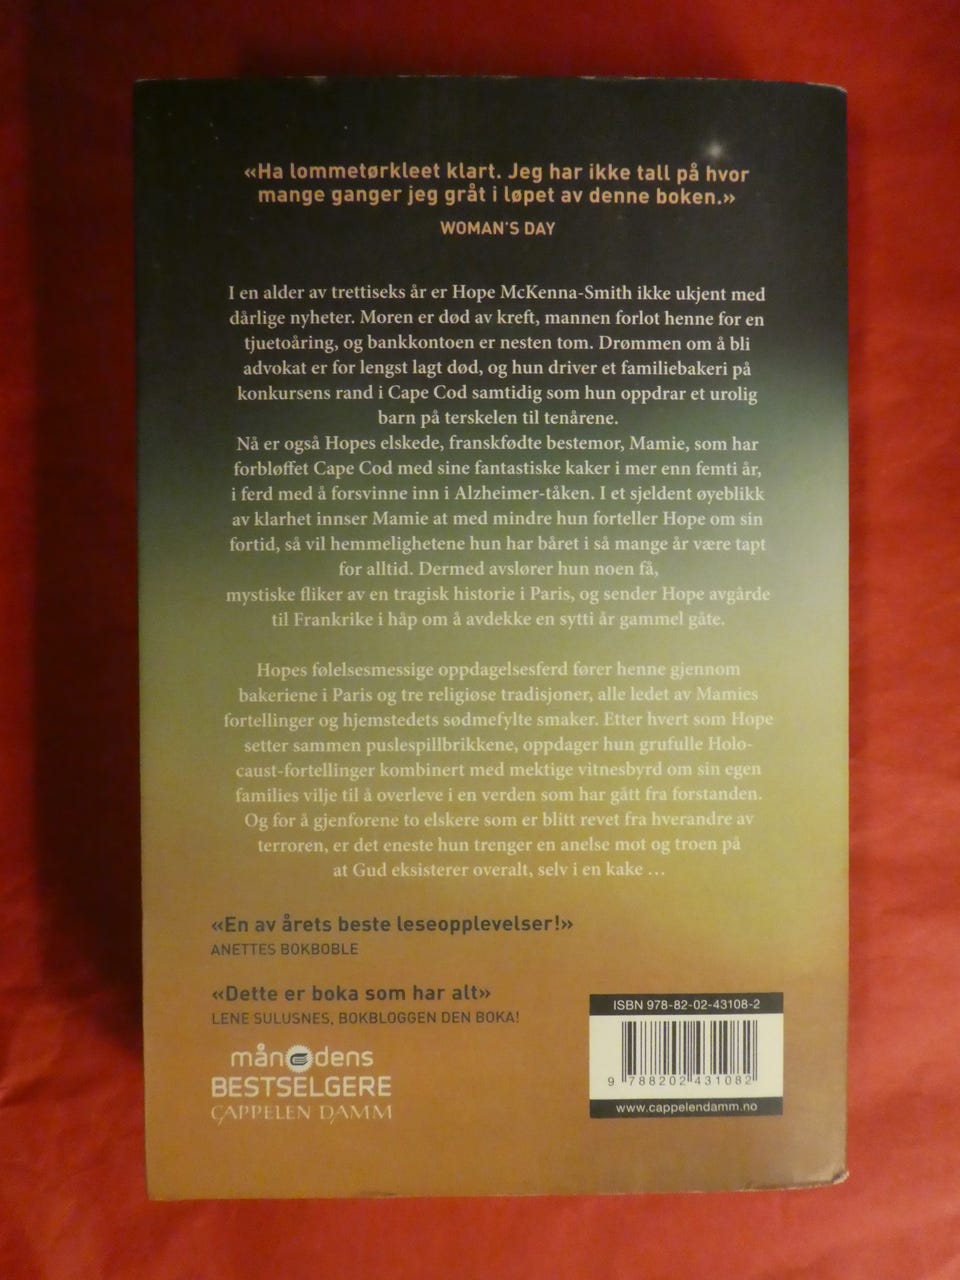 «Ha lommetørkleet klart. Jeg har ikke tall på hvor
mange ganger jeg gråt i løpet av denne boken.»
WOMAN'S DAY
I en alder av trettiseks år er Hope McKenna-Smith ikke ukjent med
dårlige nyheter. Moren er død av kreft, mannen forlot henne for en
tjuetoåring, og bankkontoen er nesten tom. Drømmen om å bli
advokat er for lengst lagt død, og hun driver et familiebakeri på
konkursens rand i Cape Cod samtidig som hun oppdrar et urolig
barn på terskelen til tenårene.
Nå er også Hopes elskede, franskfødte bestemor, Mamie, som har
forbløffet Cape Cod med sine fantastiske kaker i mer enn femti år,
i ferd med å forsvinne inn i Alzheimer-tåken. I et sjeldent øyeblikk
av klarhet innser Mamie at med mindre hun forteller Hope om sin
fortid, så vil hemmelighetene hun har båret i så mange år være tapt
for alltid. Dermed avslører hun noen få,
mystiske fliker av en tragisk historie i Paris, og sender Hope avgårde
til Frankrike i håp om å avdekke en sytti år gammel gåte.
Hopes følelsesmessige oppdagelsesferd fører henne gjennom
bakeriene i Paris og tre religiøse tradisjoner, alle ledet av Mamies
fortellinger og hjemstedets sødmefylte smaker. Etter hvert som Hope
setter sammen puslespillbrikkene, oppdager hun grufulle Holo-
caust-fortellinger kombinert med mektige vitnesbyrd om sin egen
families vilje til å overleve i en verden som har gått fra forstanden.
Og for å gjenforene to elskere som er blitt revet fra hverandre av
terroren, er det eneste hun trenger en anelse mot og troen på
at Gud eksisterer overalt, selv i en kake …
«En av årets beste leseopplevelser!»
ANETTES BOKBOBLE
«Dette er boka som har alt»
LENE SULUSNES, BOKBLOGGEN DEN BOKA!
månedens
BESTSELGERE
CAPPELEN DAMM
ISBN 978-82-02-43108-2
9 788202 431082
www.cappelendamm.no